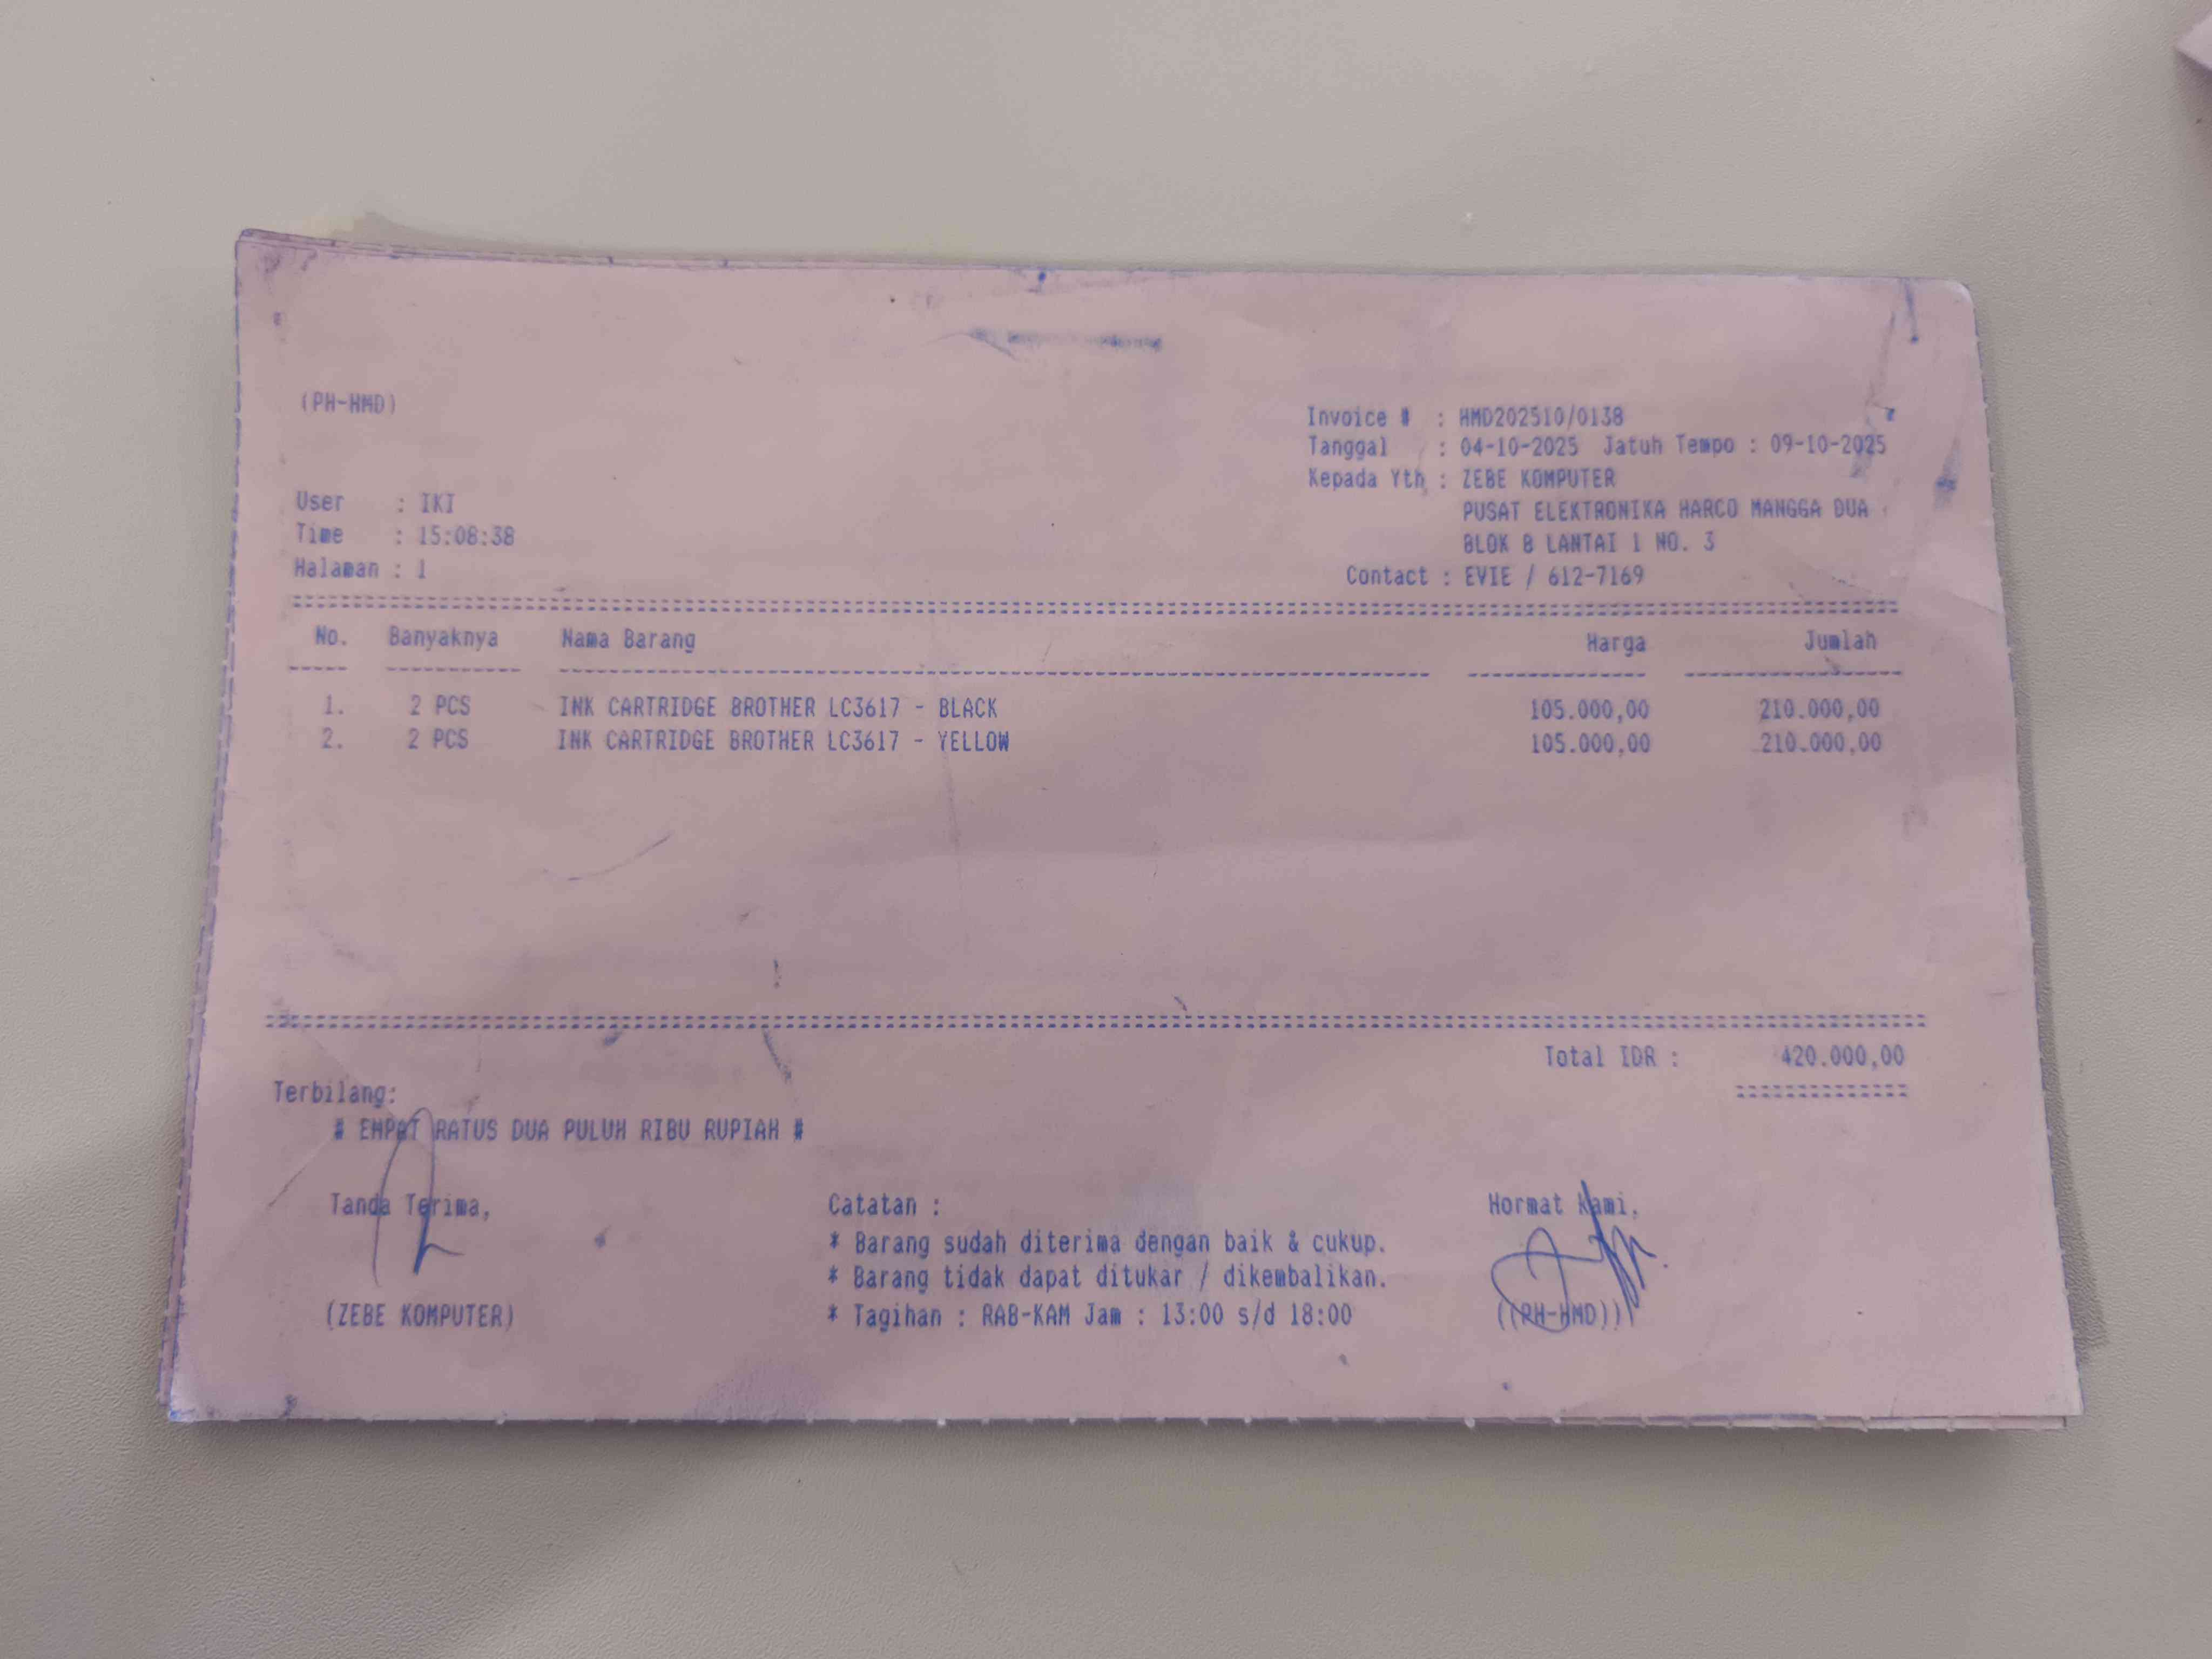 (PH-HMD)
Invoice # : HMD202510/0138
Tanggal : 04-10-2025 Jatuh Tempo : 09-10-2025
Kepada Yth : ZEBE KOMPUTER
PUSAT ELEKTRONIKA HARCO MANGGA DUA
BLOK B LANTAI 1 NO. 3
Contact : EVIE / 612-7169
User : IKI
Time : 15:08:38
Halaman : 1
No. Banyaknya Nama Barang Harga Jumlah
1. 2 PCS INK CARTRIDGE BROTHER LC3617 - BLACK 105.000,00 210.000,00
2. 2 PCS INK CARTRIDGE BROTHER LC3617 - YELLOW 105.000,00 210.000,00
Total IDR : 420.000,00
Terbilang:
# EMPAT RATUS DUA PULUH RIBU RUPIAH #
Tanda Terima,
(ZEBE KOMPUTER)
Catatan :
* Barang sudah diterima dengan baik & cukup.
* Barang tidak dapat ditukar / dikembalikan.
* Tagihan : RAB-KAM Jam : 13:00 s/d 18:00
Hormat Kami,
((PH-HMD))